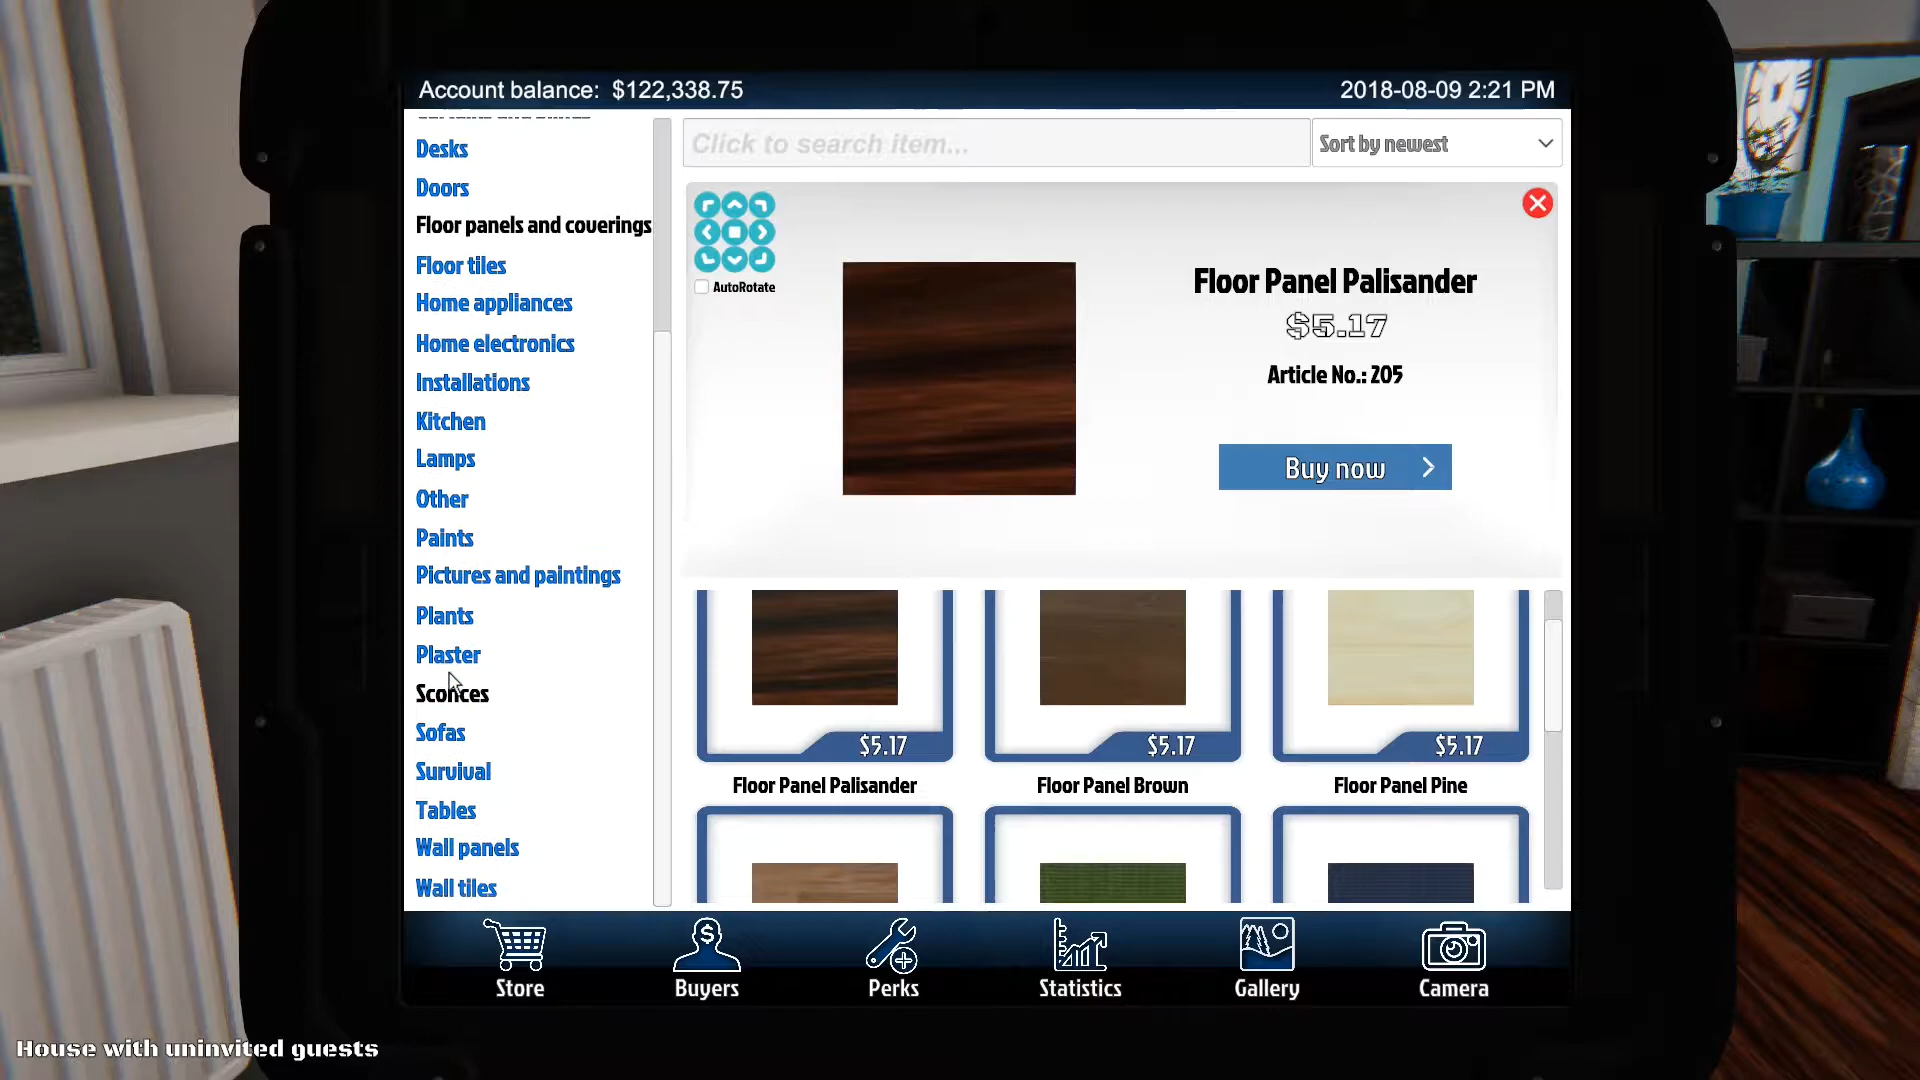 Account balance: $122,338.75
2018-08-09 2:21 PM
Desks
Doors
Floor panels and coverings
Floor tiles
Home appliances
Home electronics
Installations
Kitchen
Lamps
Other
Paints
Pictures and paintings
Plants
Plaster
Sconces
Sofas
Survival
Tables
Wall panels
Wall tiles
Click to search item...
Sort by newest
AutoRotate
Floor Panel Palisander
$5.17
Article No.: 205
Buy now
$5.17
$5.17
$5.17
Floor Panel Palisander
Floor Panel Brown
Floor Panel Pine
Store
Buyers
Perks
Statistics
Gallery
Camera
House with uninvited guests